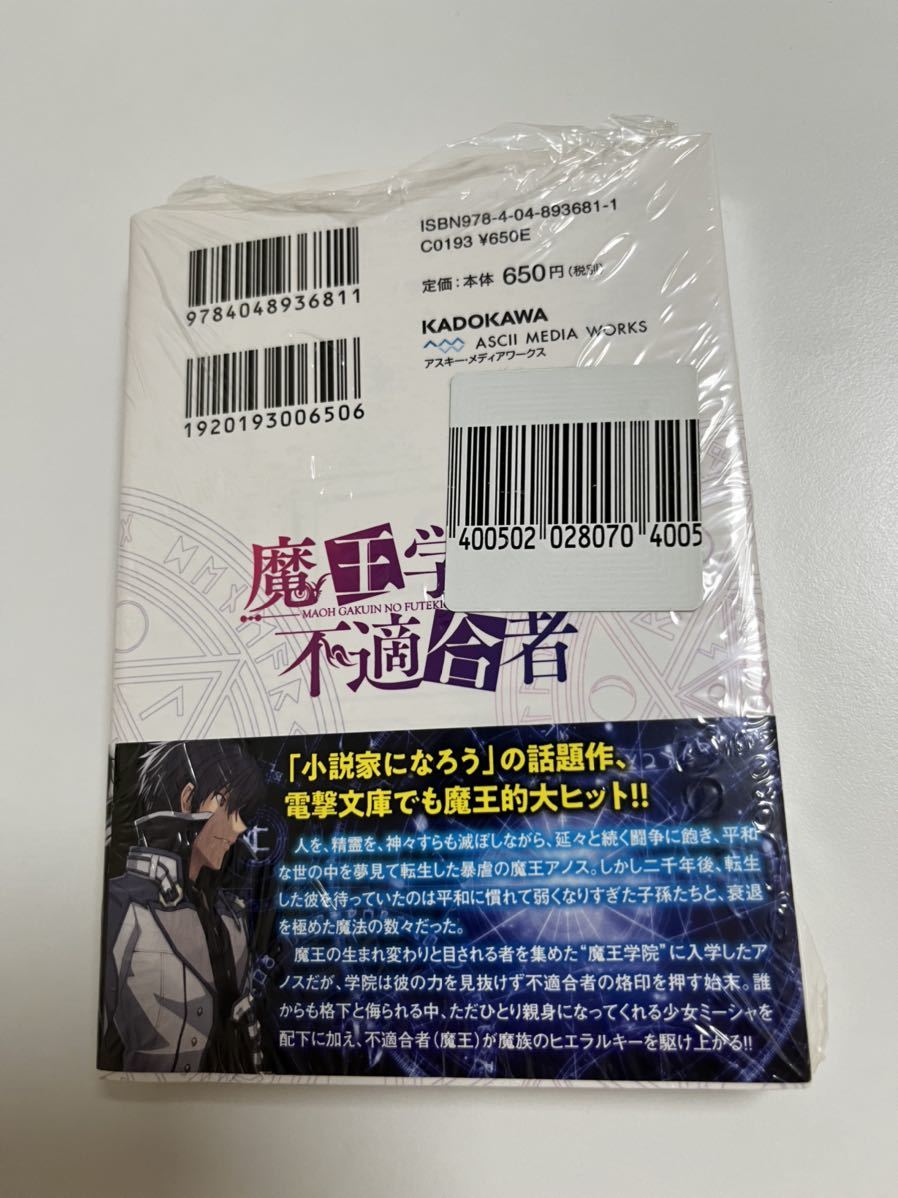 ISBN978-4-04-893681-1
C0193 ¥650E
定価:本体 650円(税別)
9784048936811
KADOKAWA
ASCII MEDIA WORKS
アスキー・メディアワークス
1920193006506
400502 028070 4005
魔王学
MAOH GAKUIN NO FUTEKI
不適合者
「小説家になろう」の話題作、
電撃文庫でも魔王的大ヒット!!
人を、精霊を、神々すらも滅ぼしながら、延々と続く闘争に飽き、平和
な世の中を夢見て転生した暴虐の魔王アノス。しかし二千年後、転生
した彼を待っていたのは平和に慣れて弱くなりすぎた子孫たちと、衰退
を極めた魔法の数々だった。
魔王の生まれ変わりと目される者を集めた“魔王学院”に入学したア
ノスだが、学院は彼の力を見抜けず不適合者の烙印を押す始末。誰
からも格下と侮られる中、ただひとり親身になってくれる少女ミーシャを
配下に加え、不適合者(魔王)が魔族のヒエラルキーを駆け上がる!!